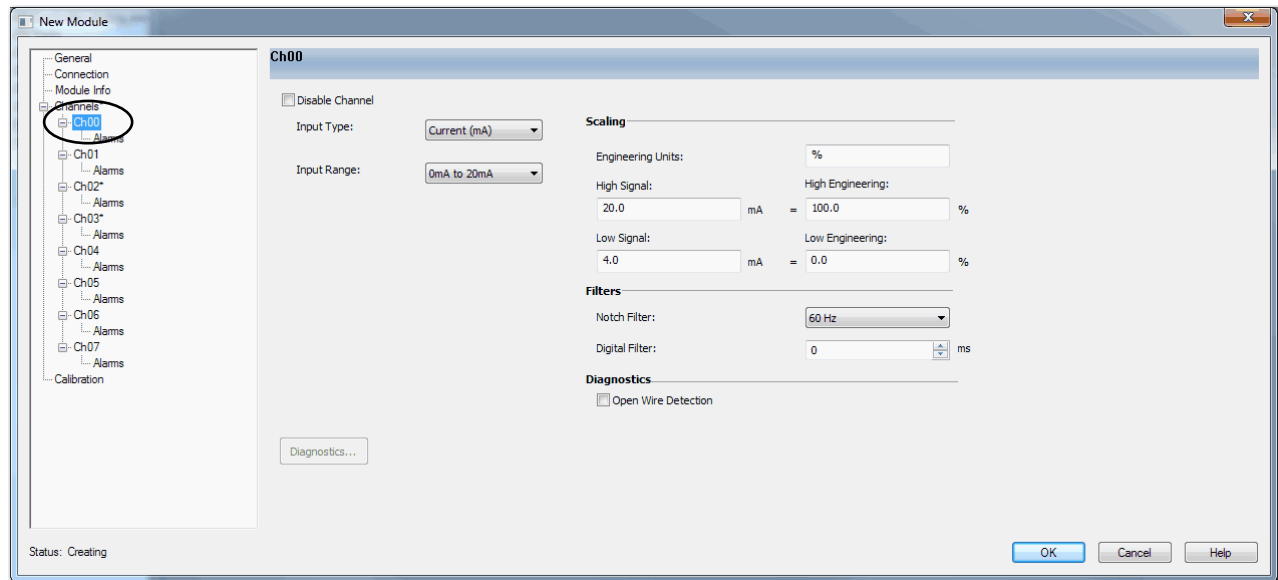 New Module
General
Connection
Module Info
Channels*
Ch00
Alarms
Ch01
Alarms
Ch02*
Alarms
Ch03*
Alarms
Ch04
Alarms
Ch05
Alarms
Ch06
Alarms
Ch07
Alarms
Calibration
Ch00
Disable Channel
Input Type: Current (mA)
Input Range: 0mA to 20mA
Diagnostics...
Scaling
Engineering Units: %
High Signal: High Engineering:
20.0 mA = 100.0 %
Low Signal: Low Engineering:
4.0 mA = 0.0 %
Filters
Notch Filter: 60 Hz
Digital Filter: 0 ms
Diagnostics
Open Wire Detection
Status: Creating
OK Cancel Help